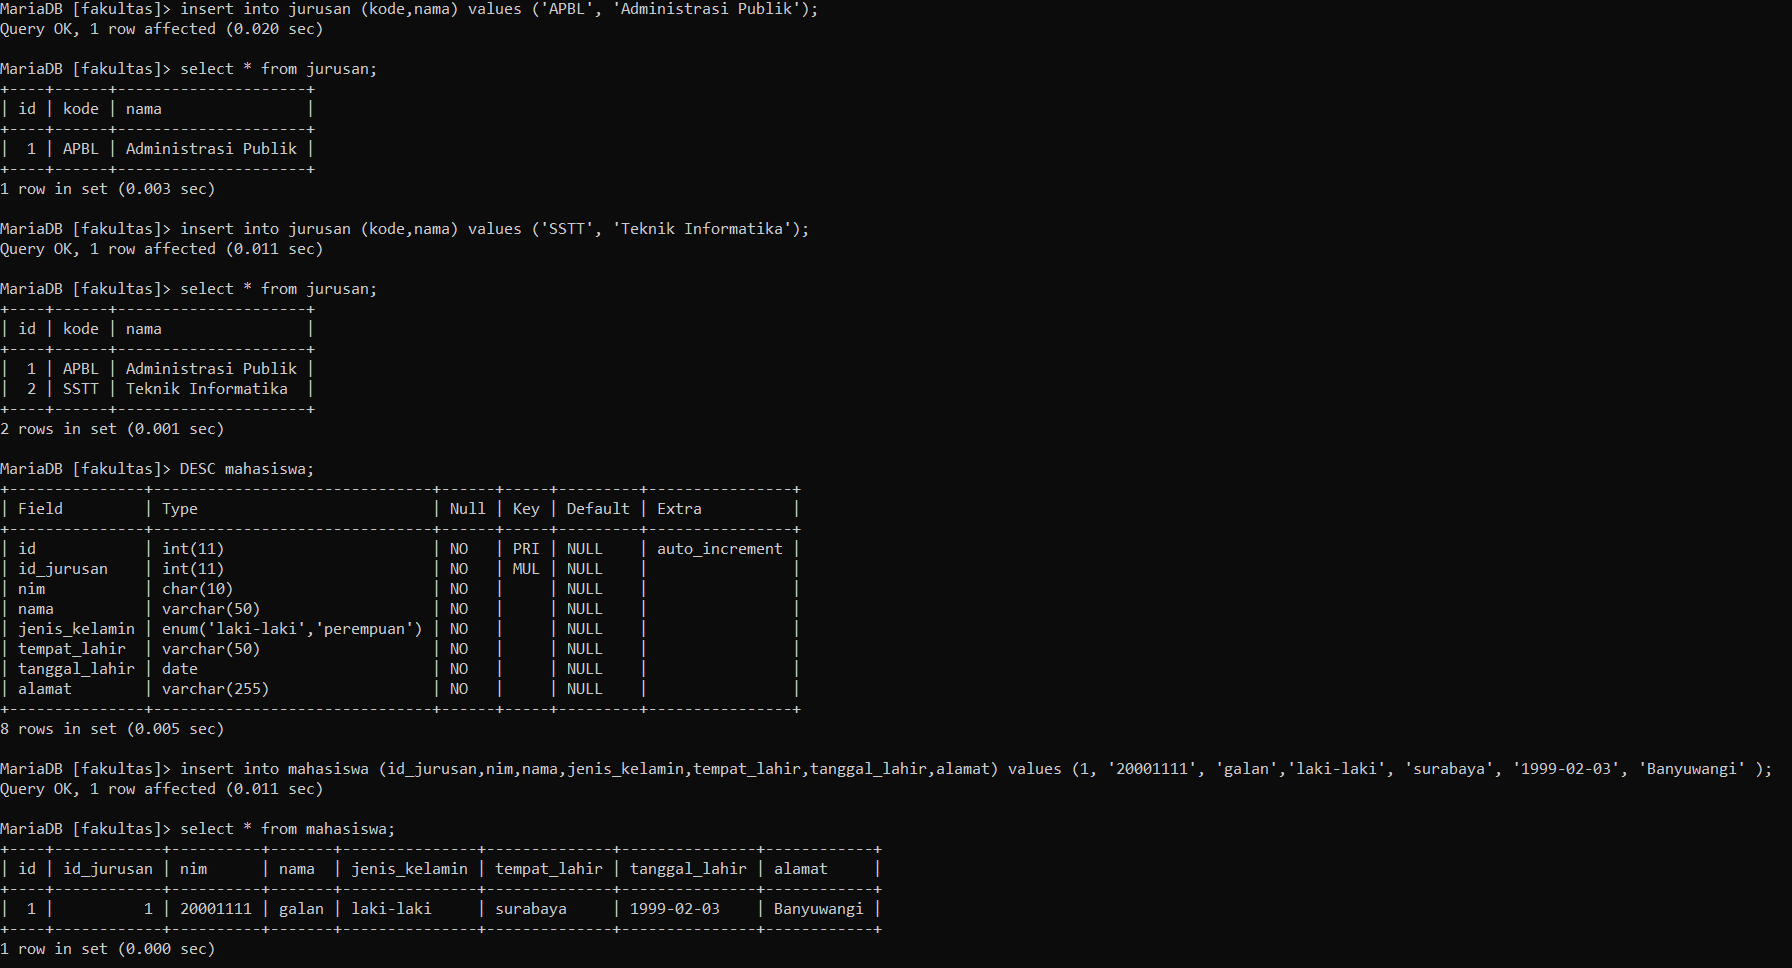 MariaDB [fakultas]> insert into jurusan (kode,nama) values ('APBL', 'Administrasi Publik');
Query OK, 1 row affected (0.020 sec)

MariaDB [fakultas]> select * from jurusan;
+----+------+---------------------+
| id | kode | nama                |
+----+------+---------------------+
|  1 | APBL | Administrasi Publik |
+----+------+---------------------+
1 row in set (0.003 sec)

MariaDB [fakultas]> insert into jurusan (kode,nama) values ('SSTT', 'Teknik Informatika');
Query OK, 1 row affected (0.011 sec)

MariaDB [fakultas]> select * from jurusan;
+----+------+---------------------+
| id | kode | nama                |
+----+------+---------------------+
|  1 | APBL | Administrasi Publik |
|  2 | SSTT | Teknik Informatika  |
+----+------+---------------------+
2 rows in set (0.001 sec)

MariaDB [fakultas]> DESC mahasiswa;
+---------------+-------------------------------+------+-----+---------+----------------+
| Field         | Type                          | Null | Key | Default | Extra          |
+---------------+-------------------------------+------+-----+---------+----------------+
| id            | int(11)                       | NO   | PRI | NULL    | auto_increment |
| id_jurusan    | int(11)                       | NO   | MUL | NULL    |                |
| nim           | char(10)                      | NO   |     | NULL    |                |
| nama          | varchar(50)                   | NO   |     | NULL    |                |
| jenis_kelamin | enum('laki-laki','perempuan') | NO   |     | NULL    |                |
| tempat_lahir  | varchar(50)                   | NO   |     | NULL    |                |
| tanggal_lahir | date                          | NO   |     | NULL    |                |
| alamat        | varchar(255)                  | NO   |     | NULL    |                |
+---------------+-------------------------------+------+-----+---------+----------------+
8 rows in set (0.005 sec)

MariaDB [fakultas]> insert into mahasiswa (id_jurusan,nim,nama,jenis_kelamin,tempat_lahir,tanggal_lahir,alamat) values (1, '20001111', 'galan','laki-laki', 'surabaya', '1999-02-03', 'Banyuwangi' );
Query OK, 1 row affected (0.011 sec)

MariaDB [fakultas]> select * from mahasiswa;
+----+------------+----------+-------+---------------+--------------+---------------+------------+
| id | id_jurusan | nim      | nama  | jenis_kelamin | tempat_lahir | tanggal_lahir | alamat     |
+----+------------+----------+-------+---------------+--------------+---------------+------------+
|  1 |          1 | 20001111 | galan | laki-laki     | surabaya     | 1999-02-03    | Banyuwangi |
+----+------------+----------+-------+---------------+--------------+---------------+------------+
1 row in set (0.000 sec)